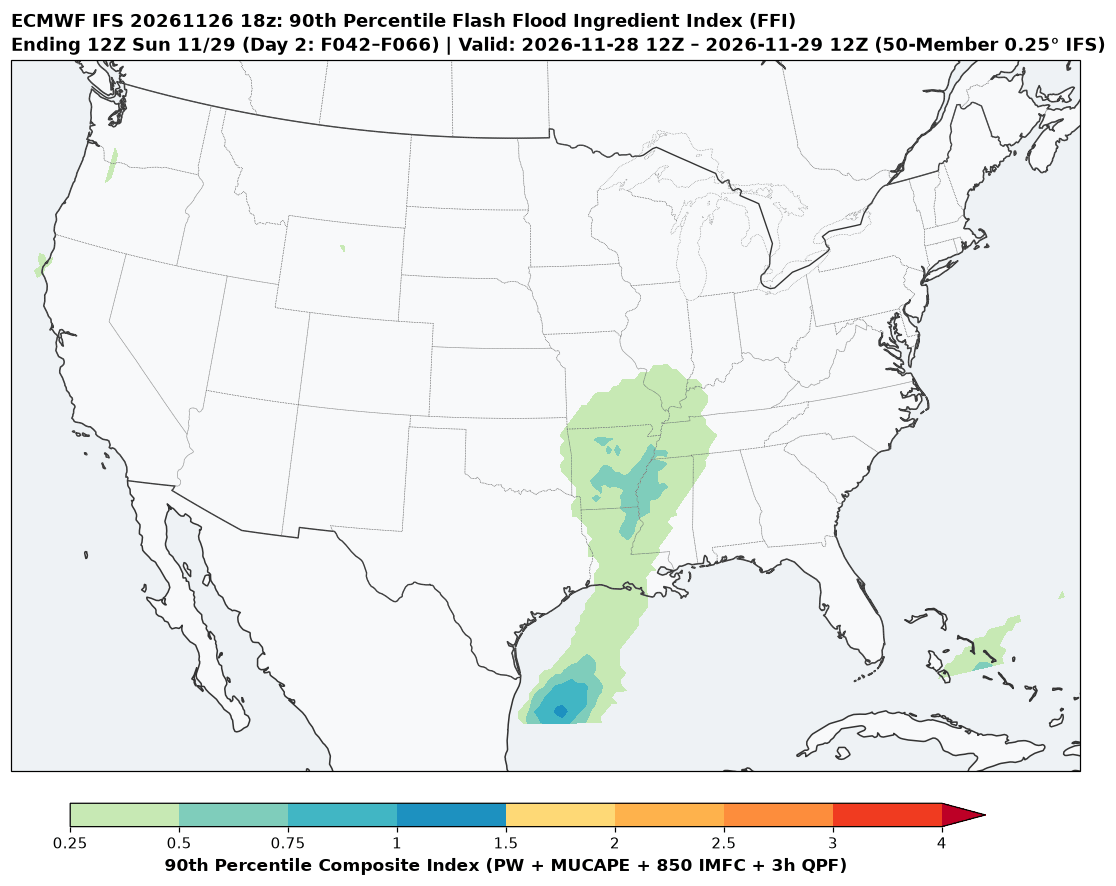 ECMWF IFS 20261126 18z: 90th Percentile Flash Flood Ingredient Index (FFI)
Ending 12Z Sun 11/29 (Day 2: F042–F066) | Valid: 2026-11-28 12Z – 2026-11-29 12Z (50-Member 0.25° IFS)
0.25 0.5 0.75 1 1.5 2 2.5 3 4
90th Percentile Composite Index (PW + MUCAPE + 850 IMFC + 3h QPF)